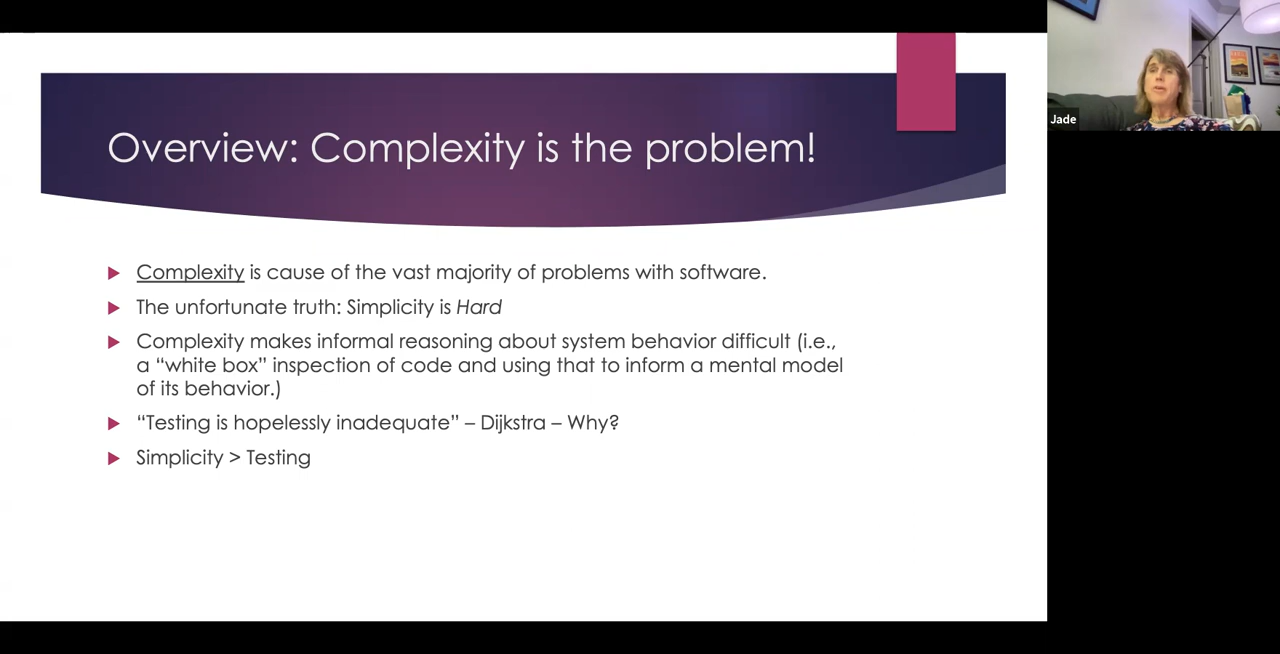 Overview: Complexity is the problem!
Complexity is cause of the vast majority of problems with software.
The unfortunate truth: Simplicity is Hard
Complexity makes informal reasoning about system behavior difficult (i.e.,
a “white box” inspection of code and using that to inform a mental model
of its behavior.)
“Testing is hopelessly inadequate” – Dijkstra – Why?
Simplicity > Testing
Jade